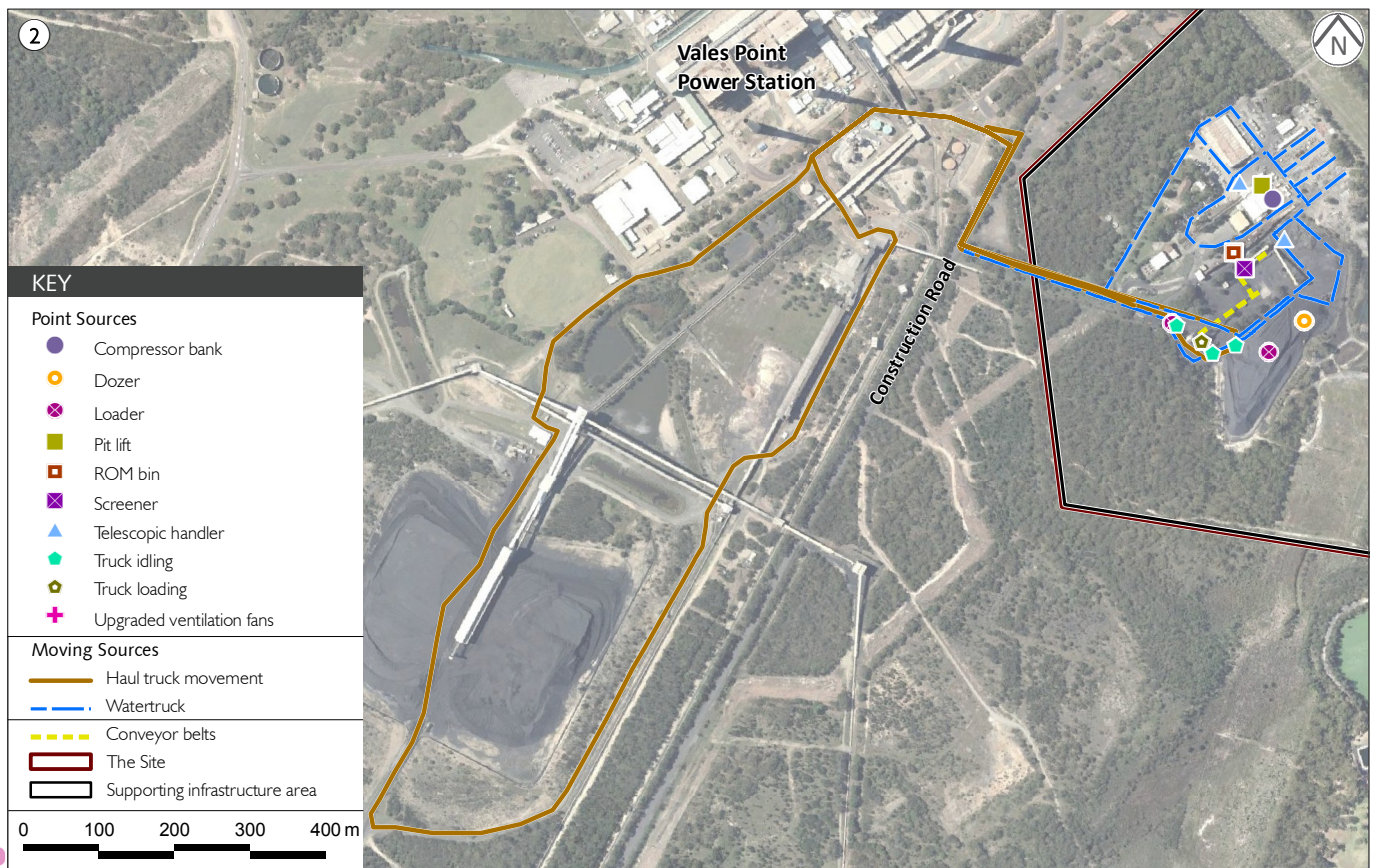 2
N
Vales Point
Power Station
Construction Road
KEY
Point Sources
Compressor bank
Dozer
Loader
Pit lift
ROM bin
Screener
Telescopic handler
Truck idling
Truck loading
Upgraded ventilation fans
Moving Sources
Haul truck movement
Watertruck
Conveyor belts
The Site
Supporting infrastructure area
0 100 200 300 400 m